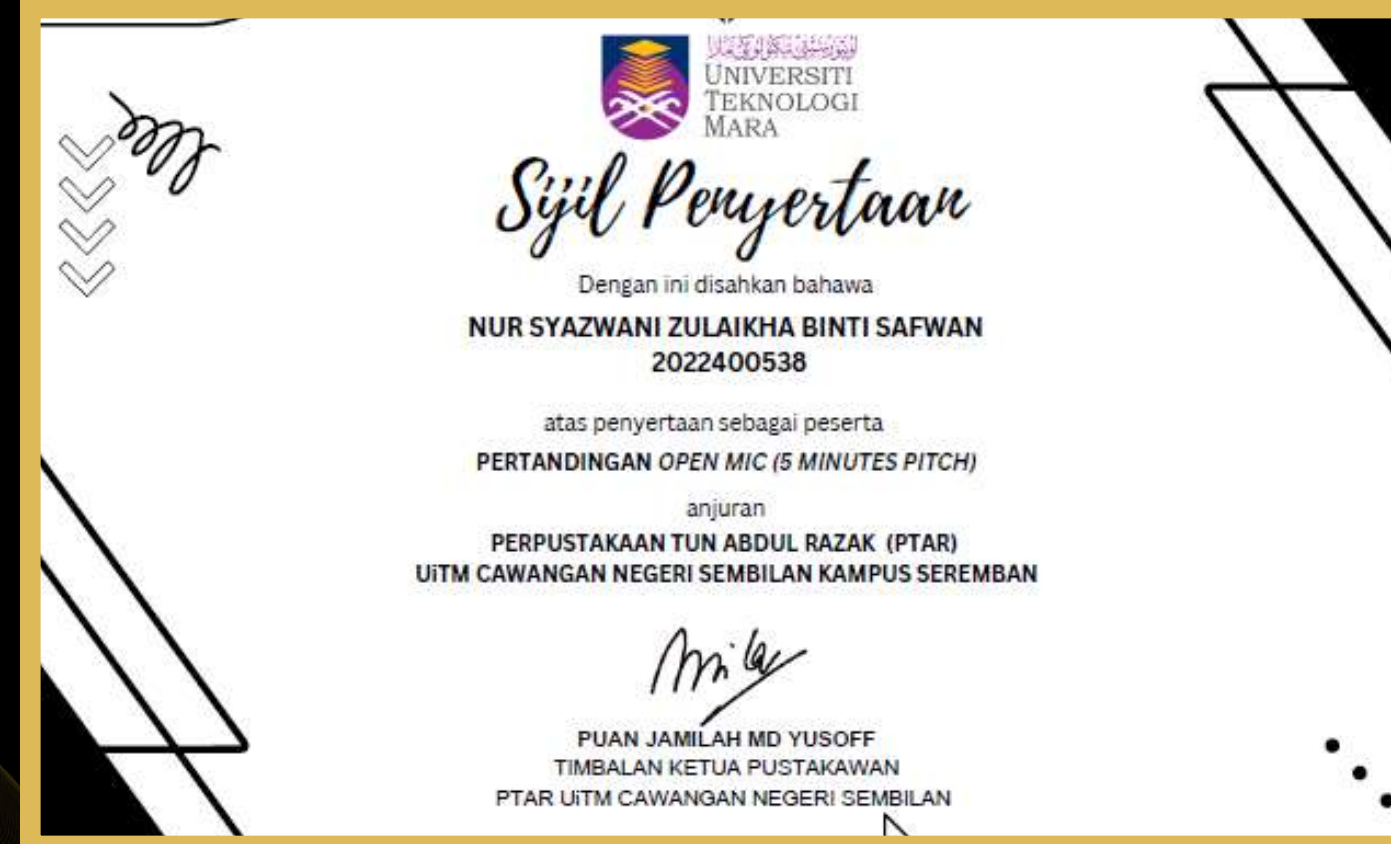 UNIVERSITI
TEKNOLOGI
MARA
Sijil Penyertaan
Dengan ini disahkan bahawa
NUR SYAZWANI ZULAIKHA BINTI SAFWAN
2022400538
atas penyertaan sebagai peserta
PERTANDINGAN OPEN MIC (5 MINUTES PITCH)
anjuran
PERPUSTAKAAN TUN ABDUL RAZAK (PTAR)
UiTM CAWANGAN NEGERI SEMBILAN KAMPUS SEREMBAN
PUAN JAMILAH MD YUSOFF
TIMBALAN KETUA PUSTAKAWAN
PTAR UiTM CAWANGAN NEGERI SEMBILAN